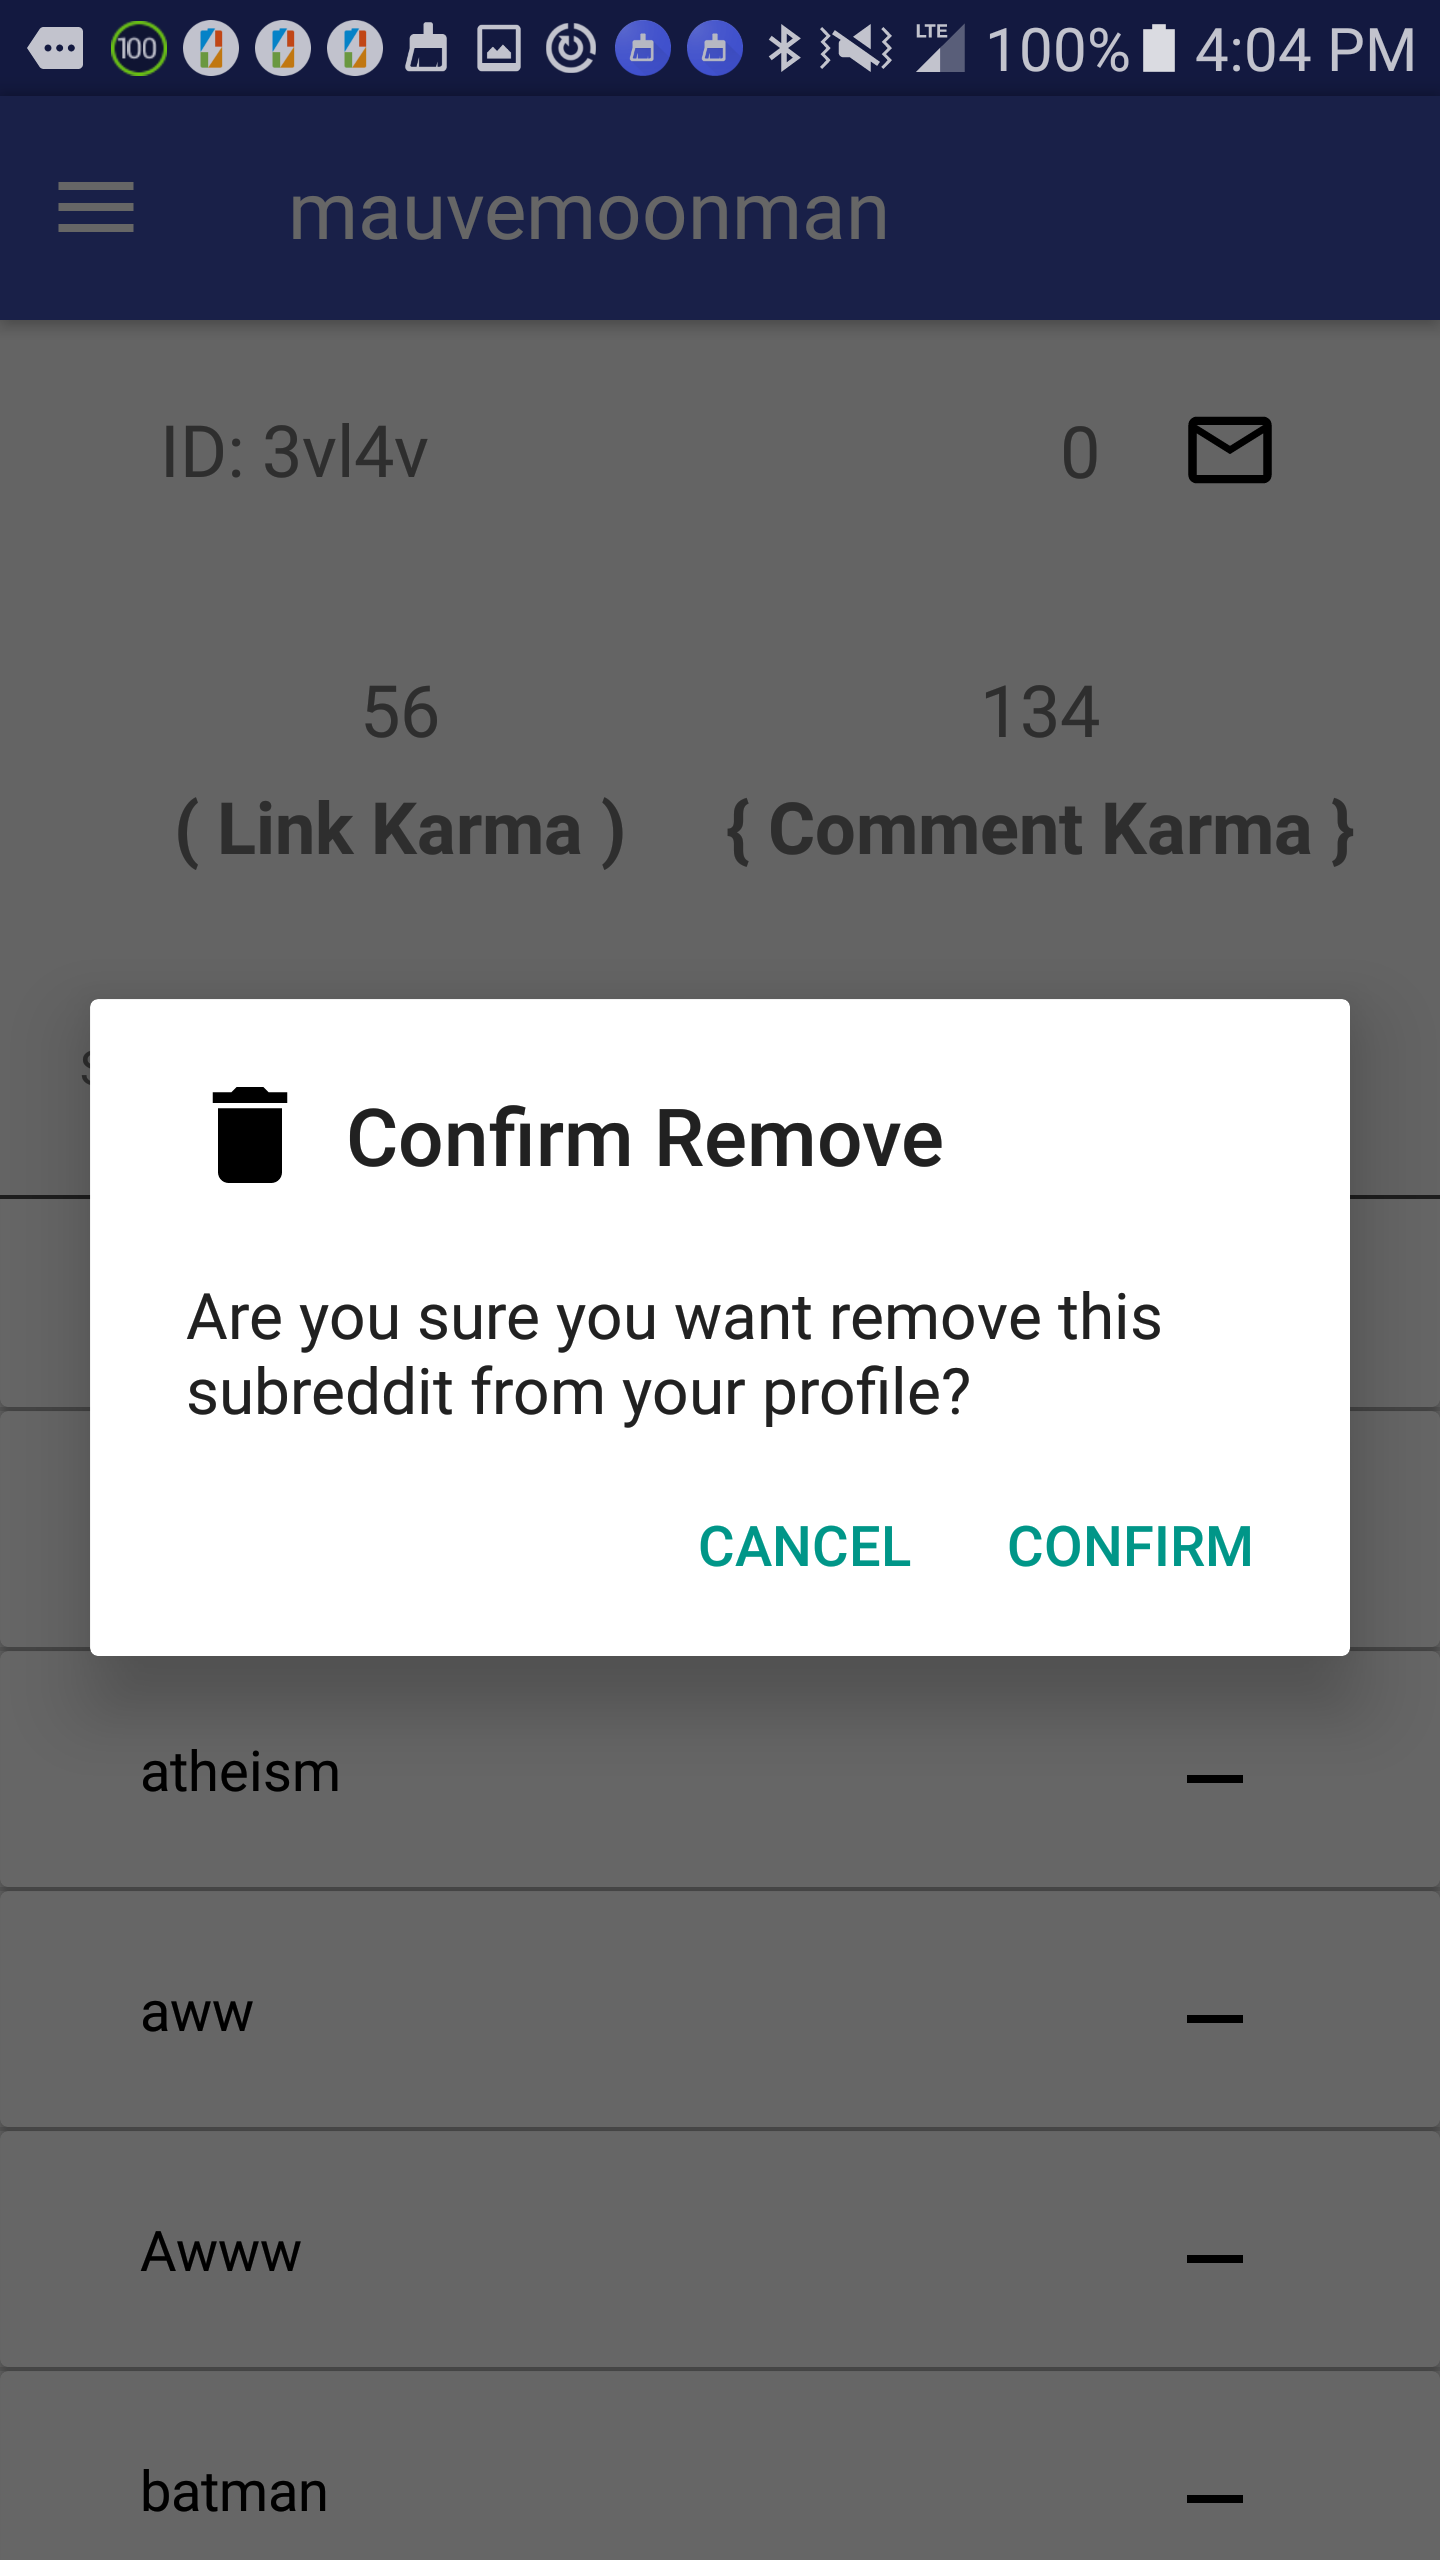 100 LTE 100% 4:04 PM
mauvemoonman
ID: 3vl4v 0
56 134
( Link Karma ) { Comment Karma }
Confirm Remove
Are you sure you want remove this
subreddit from your profile?
CANCEL CONFIRM
atheism
aww
Awww
batman